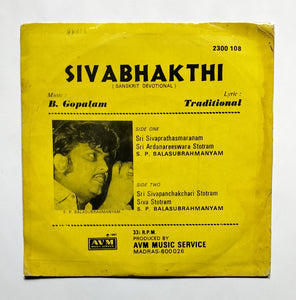 2300 108
SIVABHAKTHI
( SANSKRIT DEVOTIONAL )
Music :
Lyric :
B. Gopalam
Traditional
SIDE ONE
Sri Sivaprathasmaranam
Sri Ardanareeswara Stotram
S. P. BALASUBRAHMANYAM
SIDE TWO
Sri Sivapanchakchari Stotram
Siva Stotram
S. P. BALASUBRAHMANYAM
S. P. BALASUBRAHMANYAM
AVM
33⅓ R.P.M.
PRODUCED BY
AVM MUSIC SERVICE
MADRAS-600026